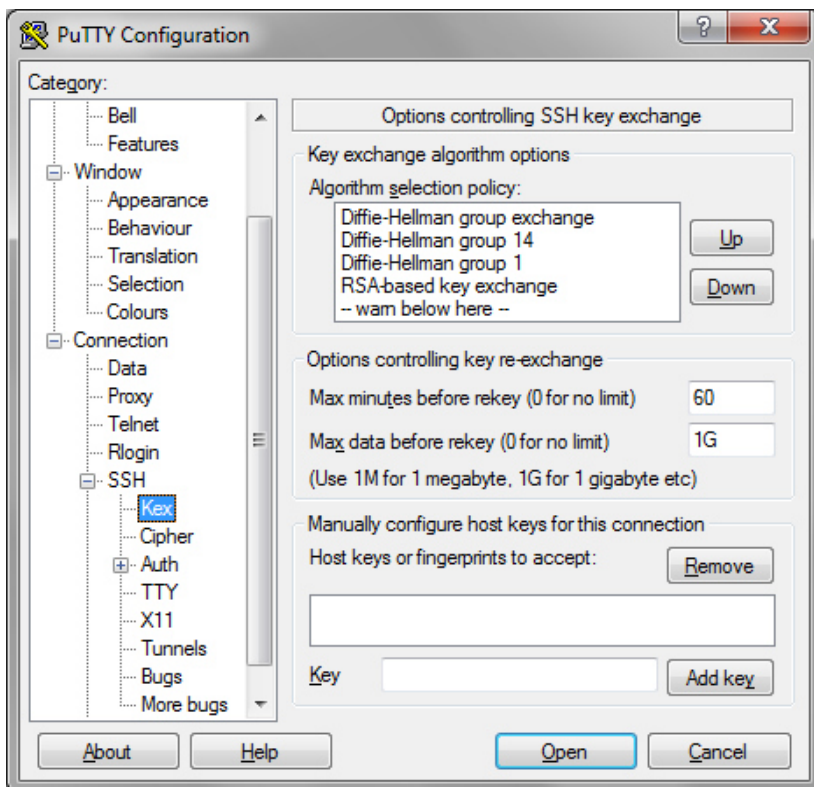 PuTTY Configuration
Category:
Bell
Features
Window
Appearance
Behaviour
Translation
Selection
Colours
Connection
Data
Proxy
Telnet
Rlogin
SSH
Kex
Cipher
Auth
TTY
X11
Tunnels
Bugs
More bugs
Options controlling SSH key exchange
Key exchange algorithm options
Algorithm selection policy:
Diffie-Hellman group exchange
Diffie-Hellman group 14
Diffie-Hellman group 1
RSA-based key exchange
-- warn below here --
Up
Down
Options controlling key re-exchange
Max minutes before rekey (0 for no limit) 60
Max data before rekey (0 for no limit) 1G
(Use 1M for 1 megabyte, 1G for 1 gigabyte etc)
Manually configure host keys for this connection
Host keys or fingerprints to accept: Remove
Key Add key
About Help Open Cancel